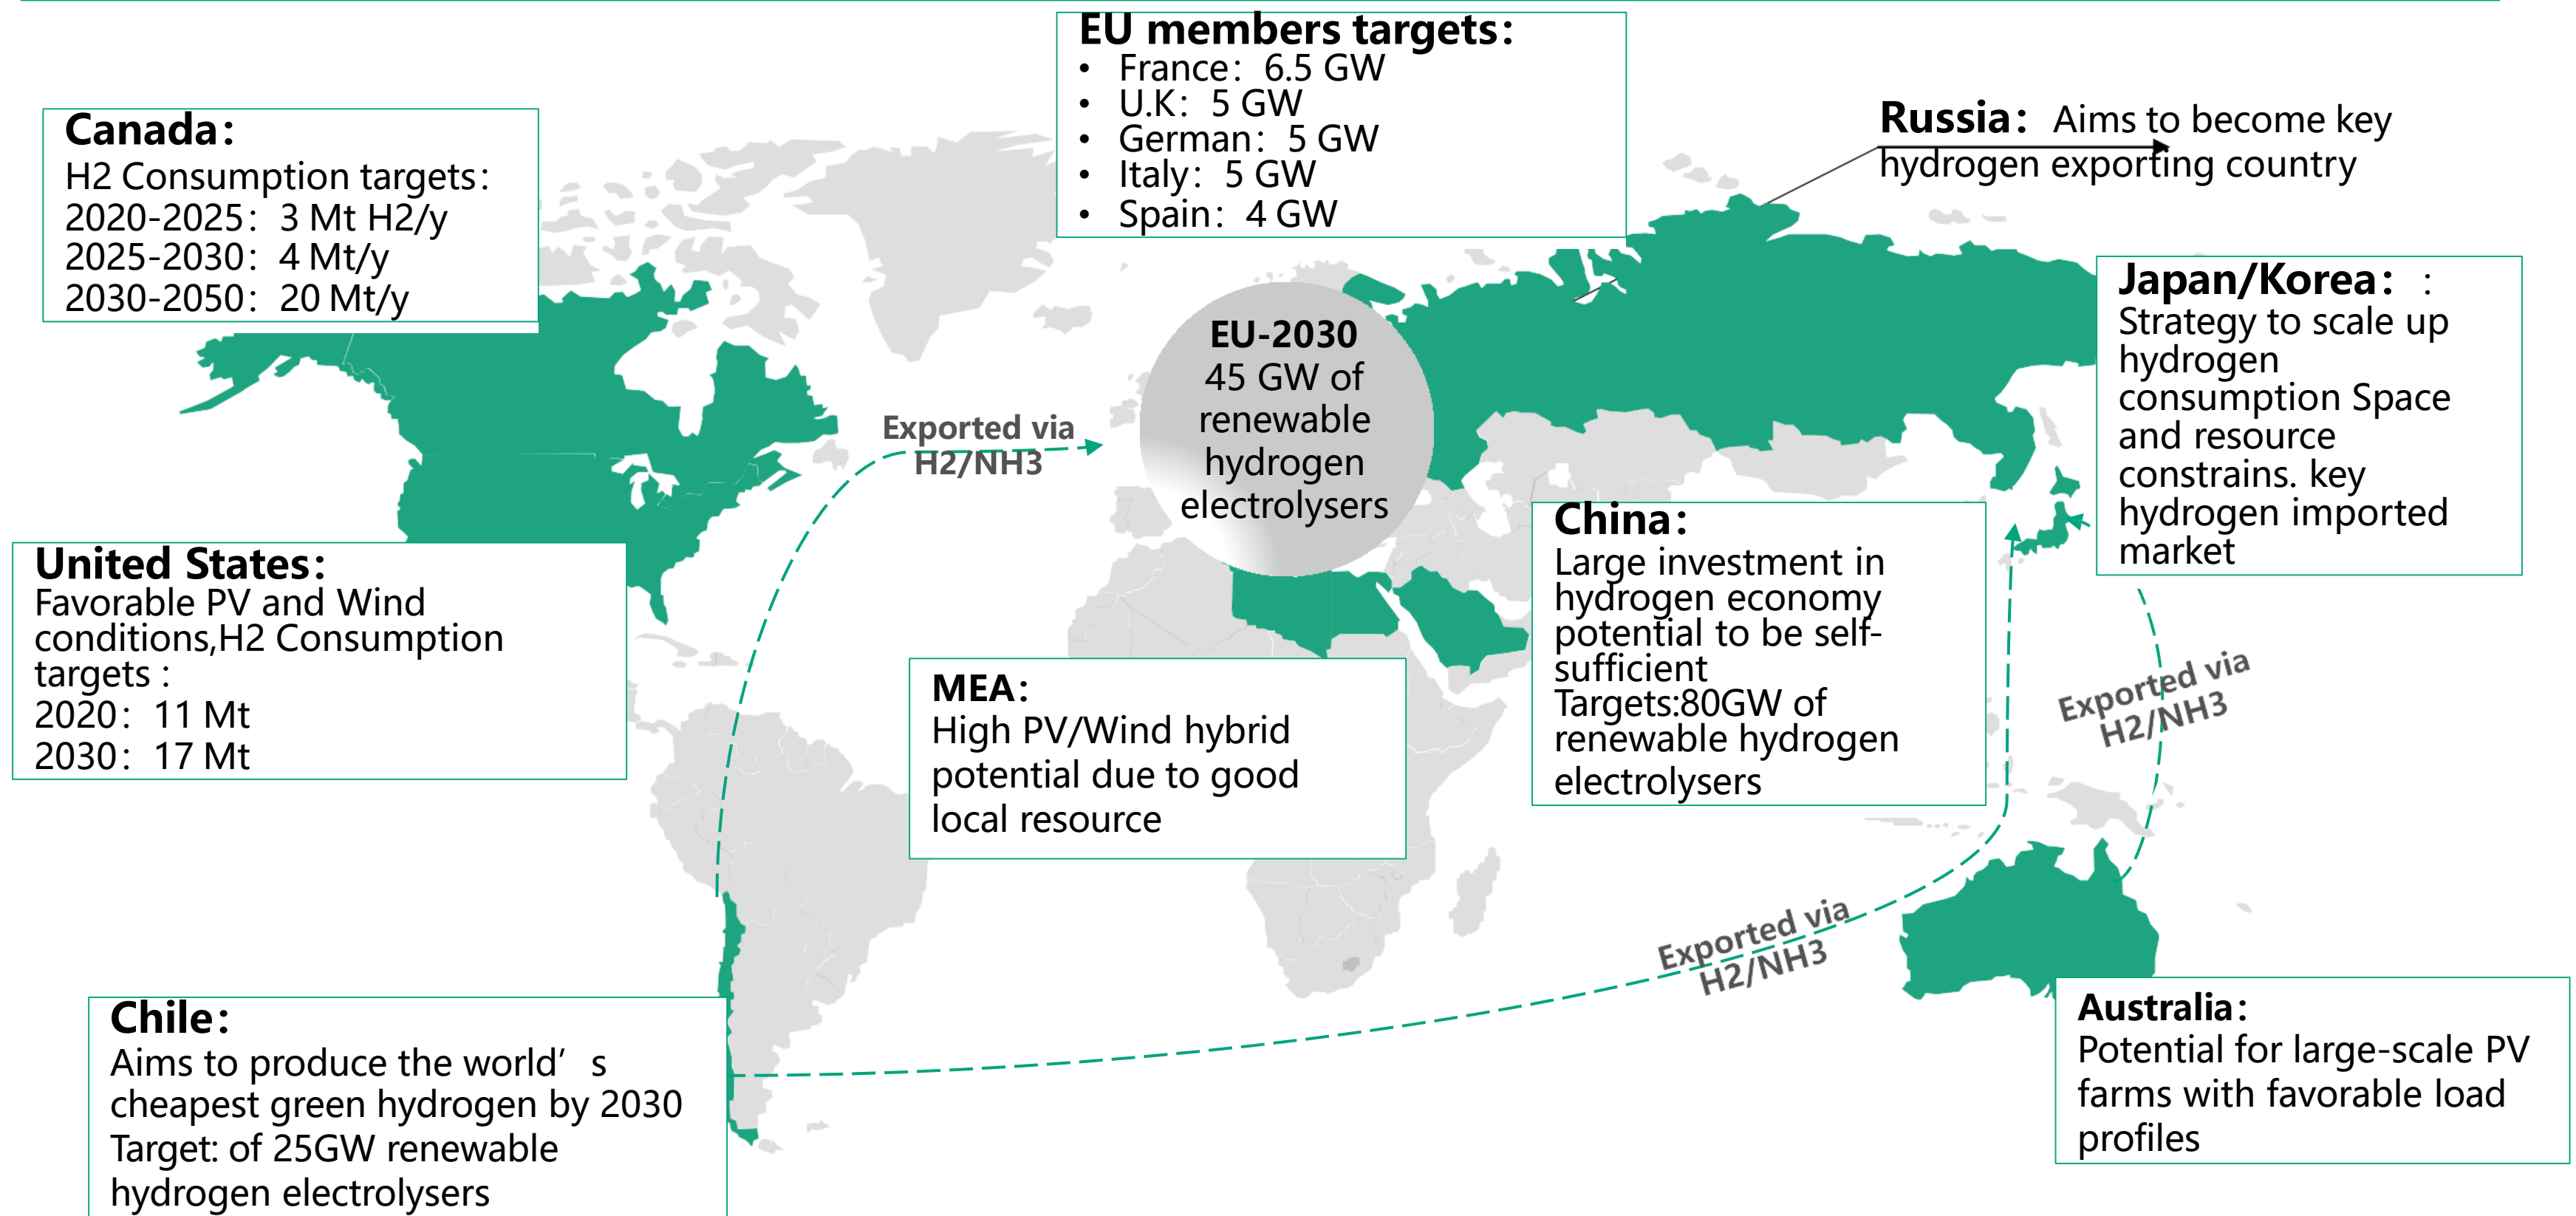 EU members targets：
• France：6.5 GW
• U.K：5 GW
• German：5 GW
• Italy：5 GW
• Spain：4 GW
Canada：
H2 Consumption targets：
2020-2025：3 Mt H2/y
2025-2030：4 Mt/y
2030-2050：20 Mt/y
Russia：Aims to become key
hydrogen exporting country
EU-2030
45 GW of
renewable
hydrogen
electrolysers
Japan/Korea：:
Strategy to scale up
hydrogen
consumption Space
and resource
constrains. key
hydrogen imported
market
Exported via
H2/NH3
United States：
Favorable PV and Wind
conditions,H2 Consumption
targets :
2020：11 Mt
2030：17 Mt
China：
Large investment in
hydrogen economy
potential to be self-
sufficient
Targets:80GW of
renewable hydrogen
electrolysers
MEA：
High PV/Wind hybrid
potential due to good
local resource
Exported via
H2/NH3
Exported via
H2/NH3
Chile：
Aims to produce the world’s
cheapest green hydrogen by 2030
Target: of 25GW renewable
hydrogen electrolysers
Australia：
Potential for large-scale PV
farms with favorable load
profiles